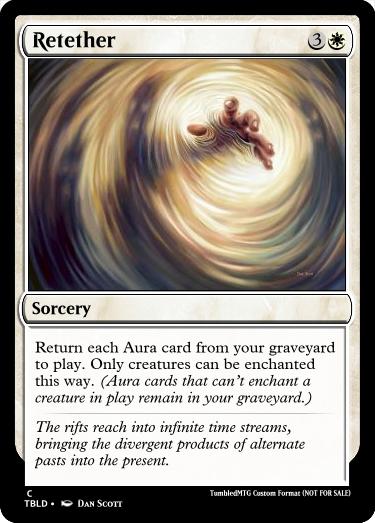 Retether
3
Sorcery
Return each Aura card from your graveyard
to play. Only creatures can be enchanted
this way. (Aura cards that can't enchant a
creature in play remain in your graveyard.)
The rifts reach into infinite time streams,
bringing the divergent products of alternate
pasts into the present.
C
TBLD • DAN SCOTT
TumbledMTG Custom Format (NOT FOR SALE)